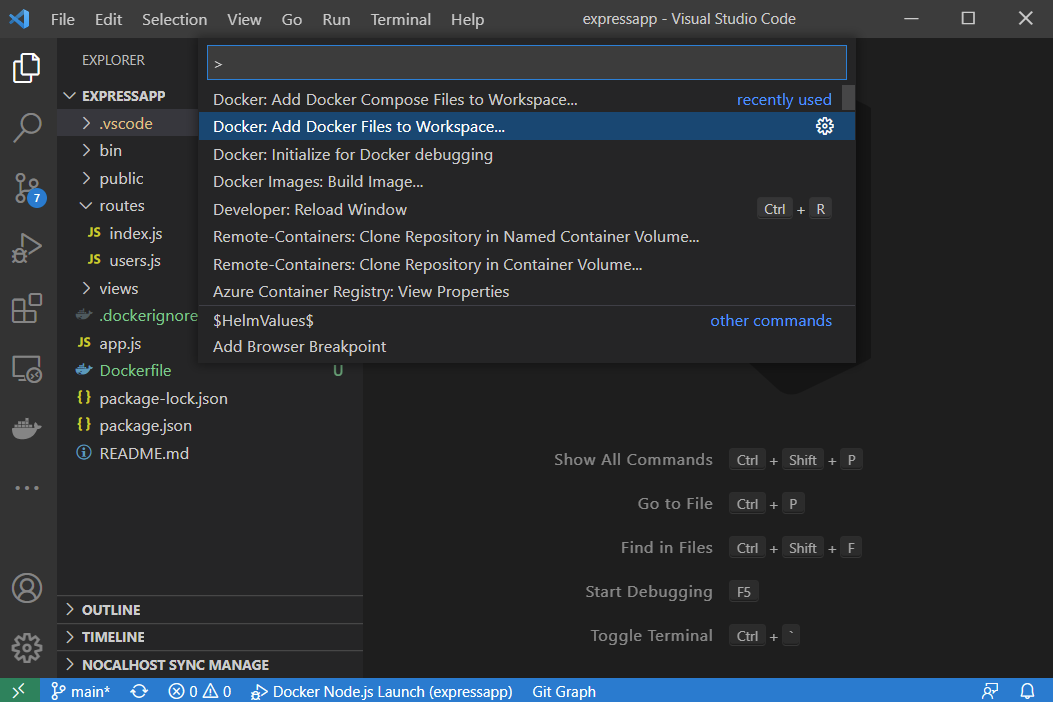 File Edit Selection View Go Run Terminal Help expressapp - Visual Studio Code
EXPLORER
EXPRESSAPP
.vscode
bin
public
routes
JS index.js
JS users.js
views
.dockerignore
JS app.js
Dockerfile U
{} package-lock.json
{} package.json
README.md
OUTLINE
TIMELINE
NOCALHOST SYNC MANAGE
7
>
Docker: Add Docker Compose Files to Workspace... recently used
Docker: Add Docker Files to Workspace...
Docker: Initialize for Docker debugging
Docker Images: Build Image...
Developer: Reload Window Ctrl + R
Remote-Containers: Clone Repository in Named Container Volume...
Remote-Containers: Clone Repository in Container Volume...
Azure Container Registry: View Properties
$HelmValues$ other commands
Add Browser Breakpoint
Show All Commands Ctrl + Shift + P
Go to File Ctrl + P
Find in Files Ctrl + Shift + F
Start Debugging F5
Toggle Terminal Ctrl + `
main* 0 0 Docker Node.js Launch (expressapp) Git Graph